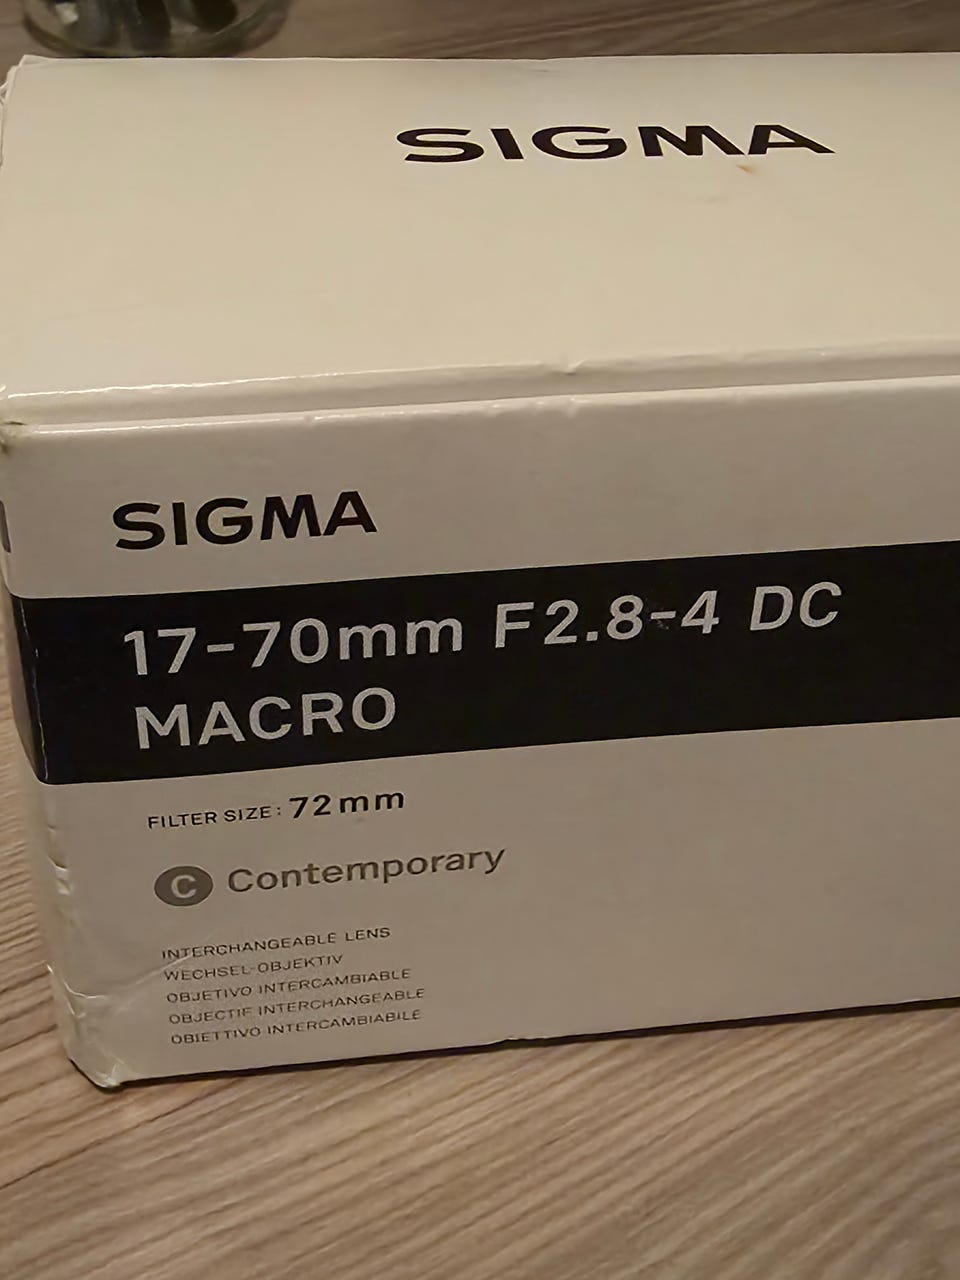 SIGMA
SIGMA
17-70mm F2.8-4 DC
MACRO
FILTER SIZE: 72mm
C Contemporary
INTERCHANGEABLE LENS
WECHSEL-OBJEKTIV
OBJETIVO INTERCAMBIABLE
OBJECTIF INTERCHANGEABLE
OBIETTIVO INTERCAMBIABILE